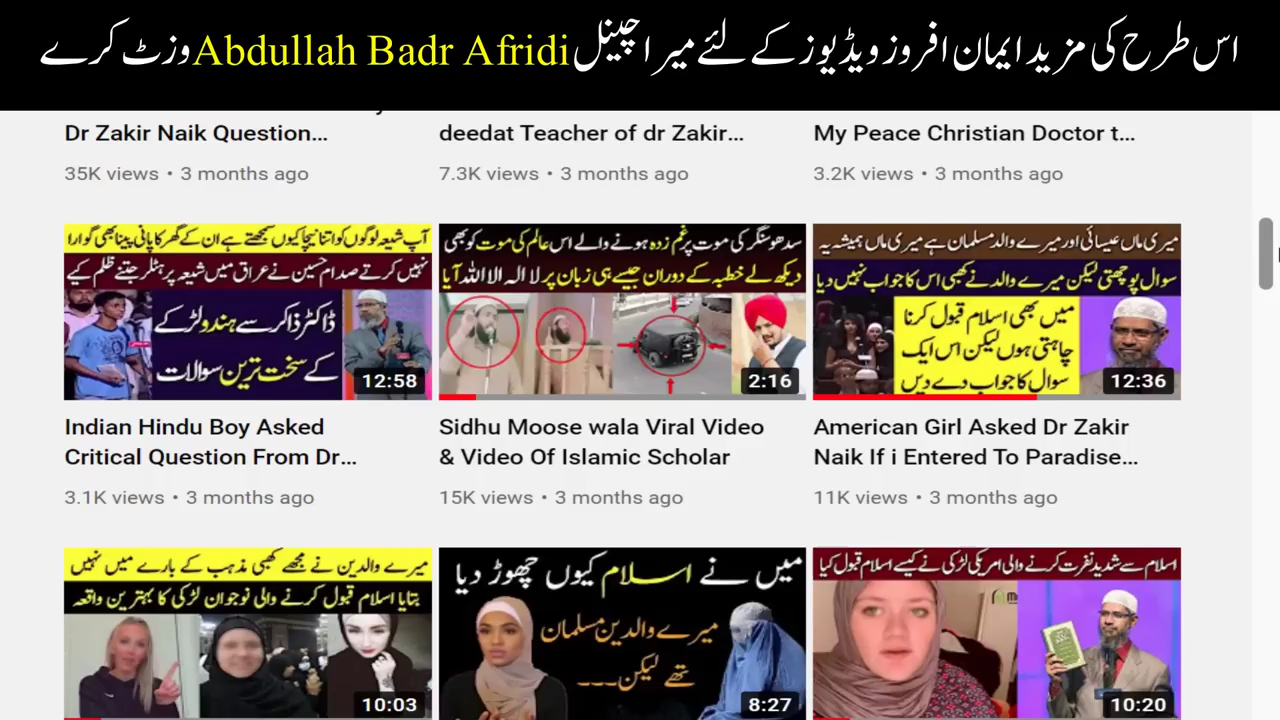 اس طرح کی مزید ایمان افروز ویڈیوز کے لئے میرا چینل Abdullah Badr Afridi وزٹ کرے
Dr Zakir Naik Question...
deedat Teacher of dr Zakir...
My Peace Christian Doctor t...
35K views • 3 months ago
7.3K views • 3 months ago
3.2K views • 3 months ago
آپ شیعہ لوگوں کو اتنا نیچا کیوں سمجھتے ہے ان کے گھر کا پانی پینا بھی گوارا
نہیں کرتے صدام حسین نے عراق میں شیعہ پر ہٹلر جتنے ظلم کیے
ڈاکٹر ذاکر سے ہندو لڑکے
کے سخت ترین سوالات
12:58
سدھو سنگر کی موت پر غم زدہ ہونے والے اس عالم کی موت کو بھی
دیکھ لے خطبہ کے دوران جیسے ہی زبان پر لا الہ الا اللہ آیا
2:16
میری ماں عیسائی اور میرے والد مسلمان ہے میری ماں ہمیشہ یہ
سوال پوچھتی لیکن میرے والد نے کبھی اس کا جواب نہیں دیا
میں بھی اسلام قبول کرنا
چاہتی ہوں لیکن اس ایک
سوال کا جواب دے دیں
12:36
Indian Hindu Boy Asked
Critical Question From Dr...
Sidhu Moose wala Viral Video
& Video Of Islamic Scholar
American Girl Asked Dr Zakir
Naik If i Entered To Paradise...
3.1K views • 3 months ago
15K views • 3 months ago
11K views • 3 months ago
میرے والدین نے مجھے کبھی مذہب کے بارے میں نہیں
بتایا اسلام قبول کرنے والی نوجوان لڑکی کا بہترین واقعہ
10:03
میں نے اسلام کیوں چھوڑ دیا
میرے والدین مسلمان
تھے لیکن....
8:27
اسلام سے شدید نفرت کرنے والی امریکی لڑکی نے کیسے اسلام قبول کیا
10:20